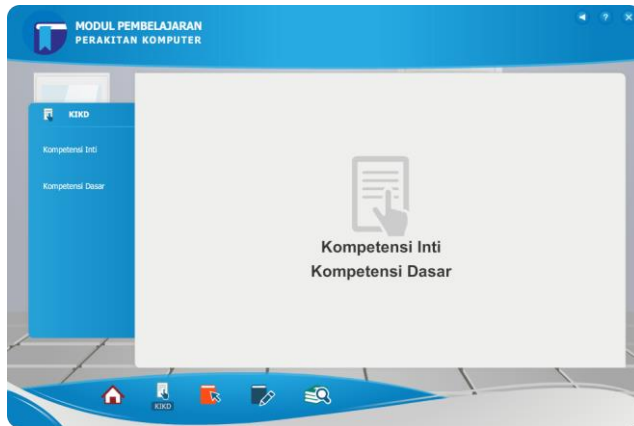 MODUL PEMBELAJARAN
PERAKITAN KOMPUTER
?
KIKD
Kompetensi Inti
Kompetensi Dasar
Kompetensi Inti
Kompetensi Dasar
KIKD